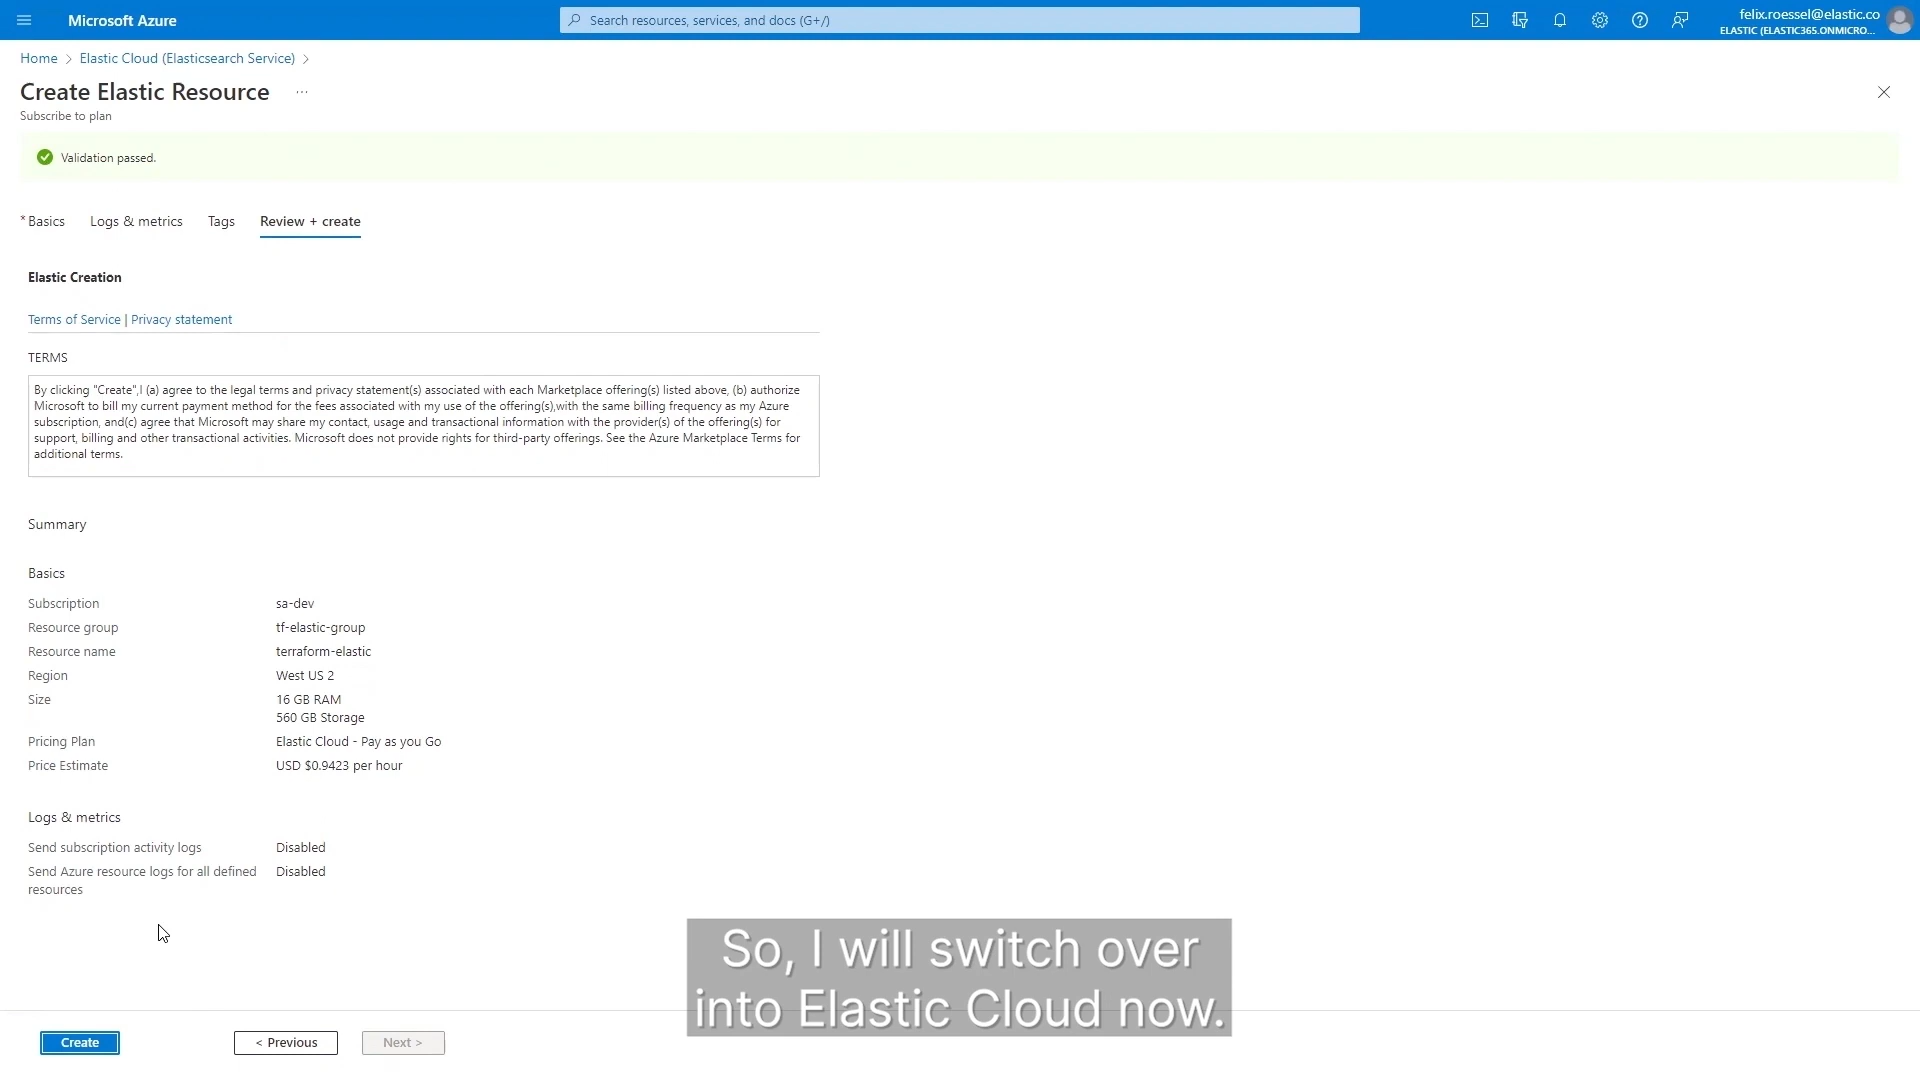 Microsoft Azure
Search resources, services, and docs (G+/)
felix.roessel@elastic.co
ELASTIC (ELASTIC365.ONMICRO...
Home > Elastic Cloud (Elasticsearch Service) >
Create Elastic Resource ...
Subscribe to plan
Validation passed.
* Basics Logs & metrics Tags Review + create
Elastic Creation
Terms of Service | Privacy statement
TERMS
By clicking "Create",I (a) agree to the legal terms and privacy statement(s) associated with each Marketplace offering(s) listed above, (b) authorize
Microsoft to bill my current payment method for the fees associated with my use of the offering(s),with the same billing frequency as my Azure
subscription, and(c) agree that Microsoft may share my contact, usage and transactional information with the provider(s) of the offering(s) for
support, billing and other transactional activities. Microsoft does not provide rights for third-party offerings. See the Azure Marketplace Terms for
additional terms.
Summary
Basics
Subscription sa-dev
Resource group tf-elastic-group
Resource name terraform-elastic
Region West US 2
Size 16 GB RAM
560 GB Storage
Pricing Plan Elastic Cloud - Pay as you Go
Price Estimate USD $0.9423 per hour
Logs & metrics
Send subscription activity logs Disabled
Send Azure resource logs for all defined Disabled
resources
So, I will switch over
into Elastic Cloud now.
Create < Previous Next >